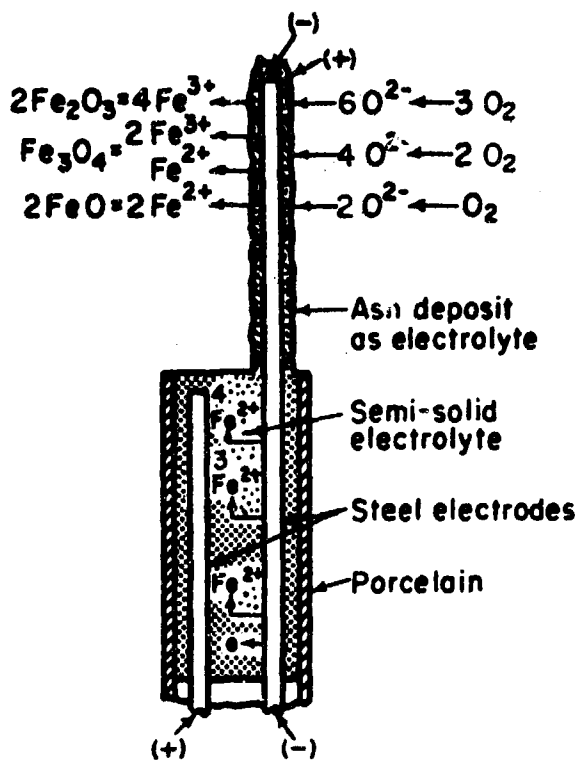 (-)
(+)
2Fe₂O₃=4Fe³⁺ 6O²⁻ 3O₂
Fe₃O₄= 2Fe³⁺
Fe²⁺ 4O²⁻ 2O₂
2FeO=2Fe²⁺ 2O²⁻ O₂
Ash deposit
as electrolyte
4
Fe²⁺
Semi-solid
electrolyte
3
Fe²⁺
Steel electrodes
Fe²⁺
Porcelain
e
(+) (-)